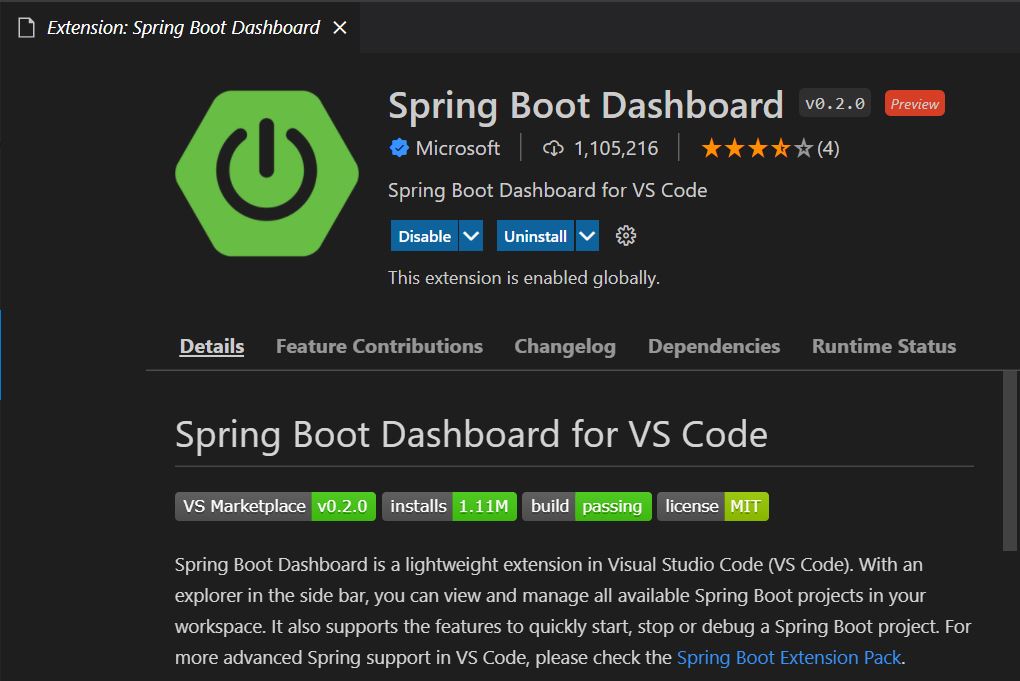 Extension: Spring Boot Dashboard
Spring Boot Dashboard v0.2.0 Preview
Microsoft 1,105,216 (4)
Spring Boot Dashboard for VS Code
Disable Uninstall
This extension is enabled globally.
Details Feature Contributions Changelog Dependencies Runtime Status
Spring Boot Dashboard for VS Code
VS Marketplace v0.2.0 installs 1.11M build passing license MIT
Spring Boot Dashboard is a lightweight extension in Visual Studio Code (VS Code). With an
explorer in the side bar, you can view and manage all available Spring Boot projects in your
workspace. It also supports the features to quickly start, stop or debug a Spring Boot project. For
more advanced Spring support in VS Code, please check the Spring Boot Extension Pack.